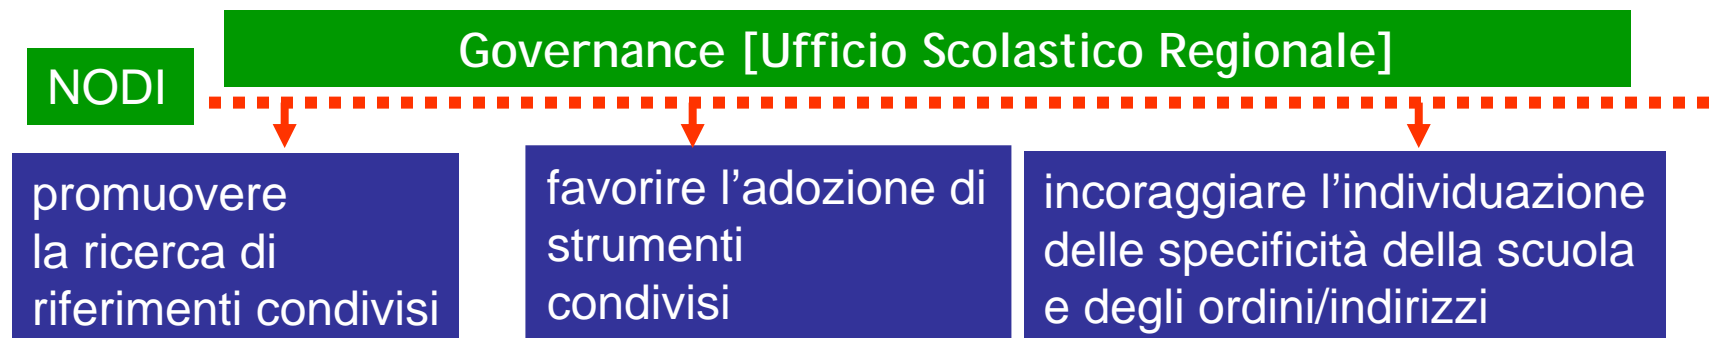 Governance [Ufficio Scolastico Regionale]
NODI
promuovere
la ricerca di
riferimenti condivisi
favorire l’adozione di
strumenti
condivisi
incoraggiare l’individuazione
delle specificità della scuola
e degli ordini/indirizzi